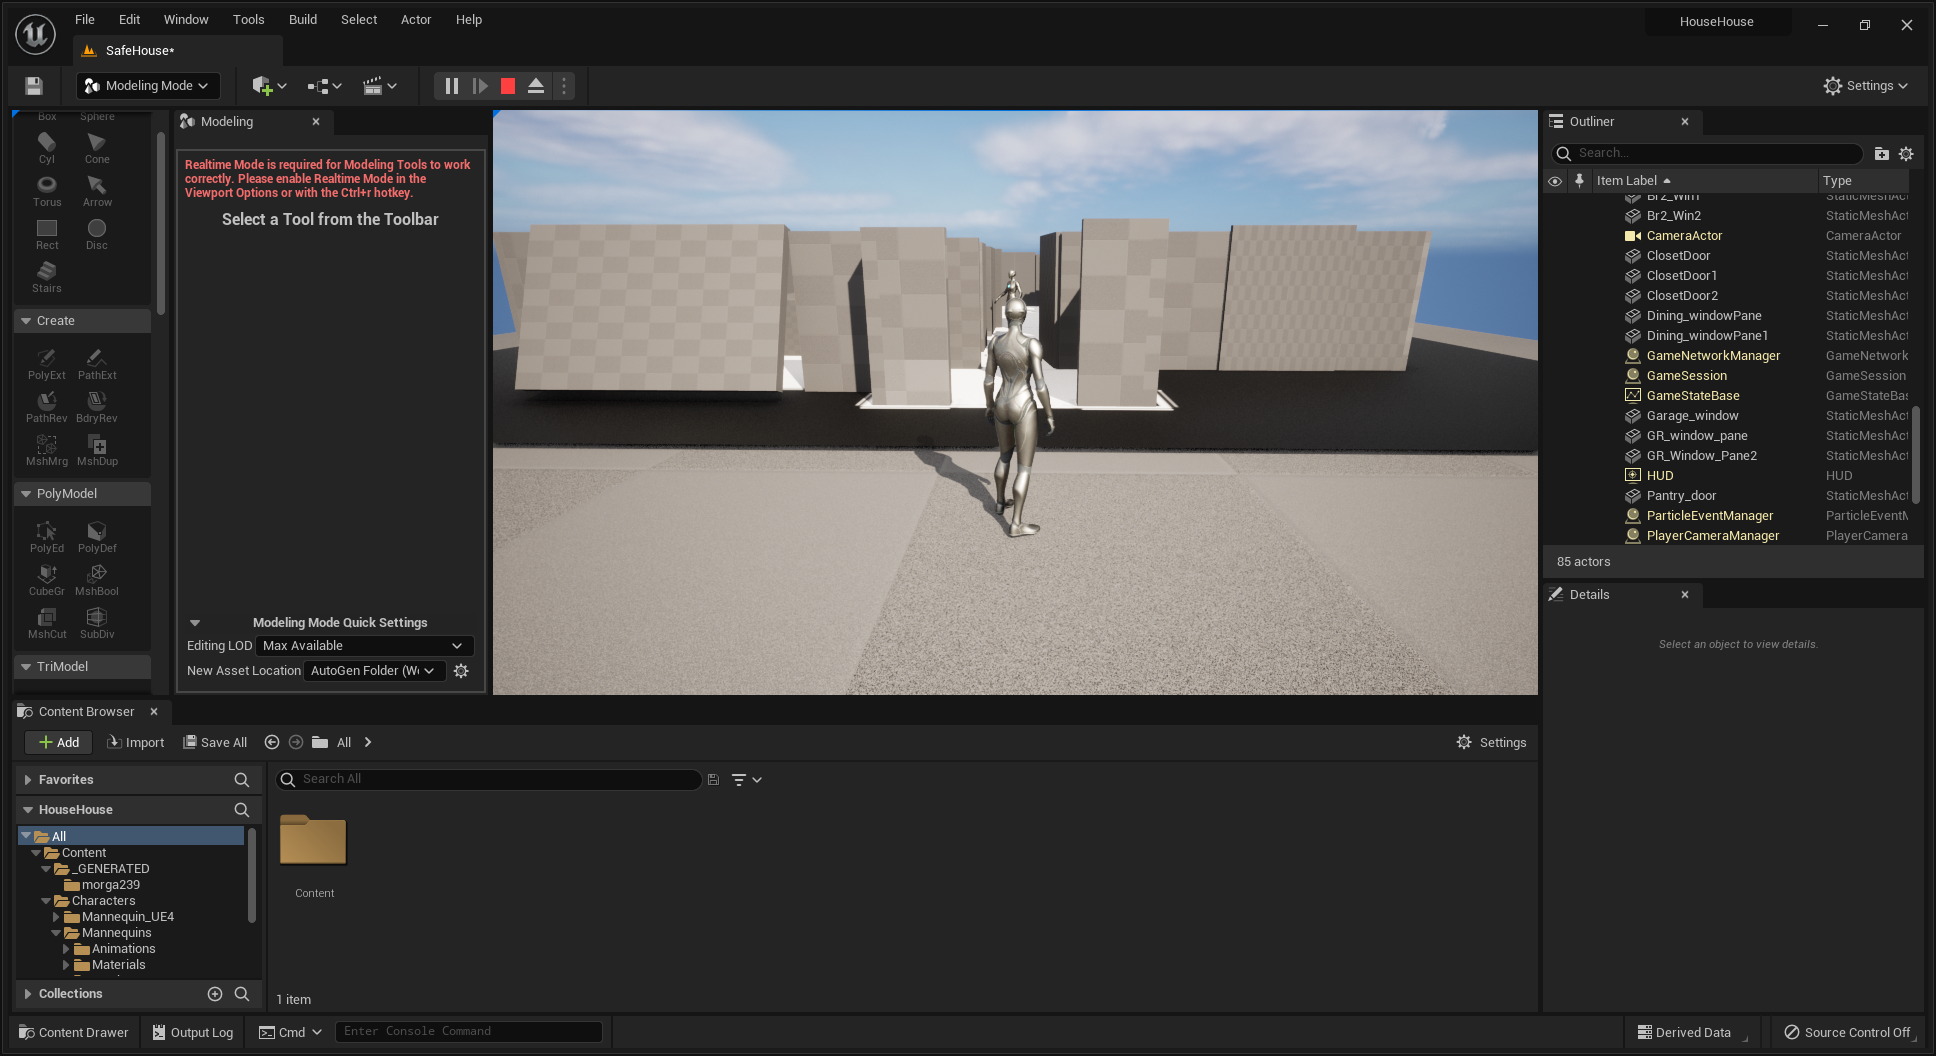 File Edit Window Tools Build Select Actor Help
HouseHouse
SafeHouse*
Modeling Mode
Settings
Box Sphere
Cyl Cone
Torus Arrow
Rect Disc
Stairs
Create
PolyExt PathExt
PathRev BdryRev
MshMrg MshDup
PolyModel
PolyEd PolyDef
CubeGr MshBool
MshCut SubDiv
TriModel
Modeling
Realtime Mode is required for Modeling Tools to work
correctly. Please enable Realtime Mode in the
Viewport Options or with the Ctrl+r hotkey.
Select a Tool from the Toolbar
Modeling Mode Quick Settings
Editing LOD Max Available
New Asset Location AutoGen Folder (W
Outliner
Search...
Item Label Type
Br2_Win1 StaticMeshAct
Br2_Win2 StaticMeshAct
CameraActor CameraActor
ClosetDoor StaticMeshAct
ClosetDoor1 StaticMeshAct
ClosetDoor2 StaticMeshAct
Dining_windowPane StaticMeshAct
Dining_windowPane1 StaticMeshAct
GameNetworkManager GameNetwork
GameSession GameSession
GameStateBase GameStateBas
Garage_window StaticMeshAct
GR_window_pane StaticMeshAct
GR_Window_Pane2 StaticMeshAct
HUD HUD
Pantry_door StaticMeshAct
ParticleEventManager ParticleEventM
PlayerCameraManager PlayerCamera
85 actors
Details
Select an object to view details.
Content Browser
Add Import Save All All
Settings
Favorites
HouseHouse
All
Content
_GENERATED
morga239
Characters
Mannequin_UE4
Mannequins
Animations
Materials
Collections
Search All
Content
1 item
Content Drawer Output Log Cmd Enter Console Command
Derived Data Source Control Off